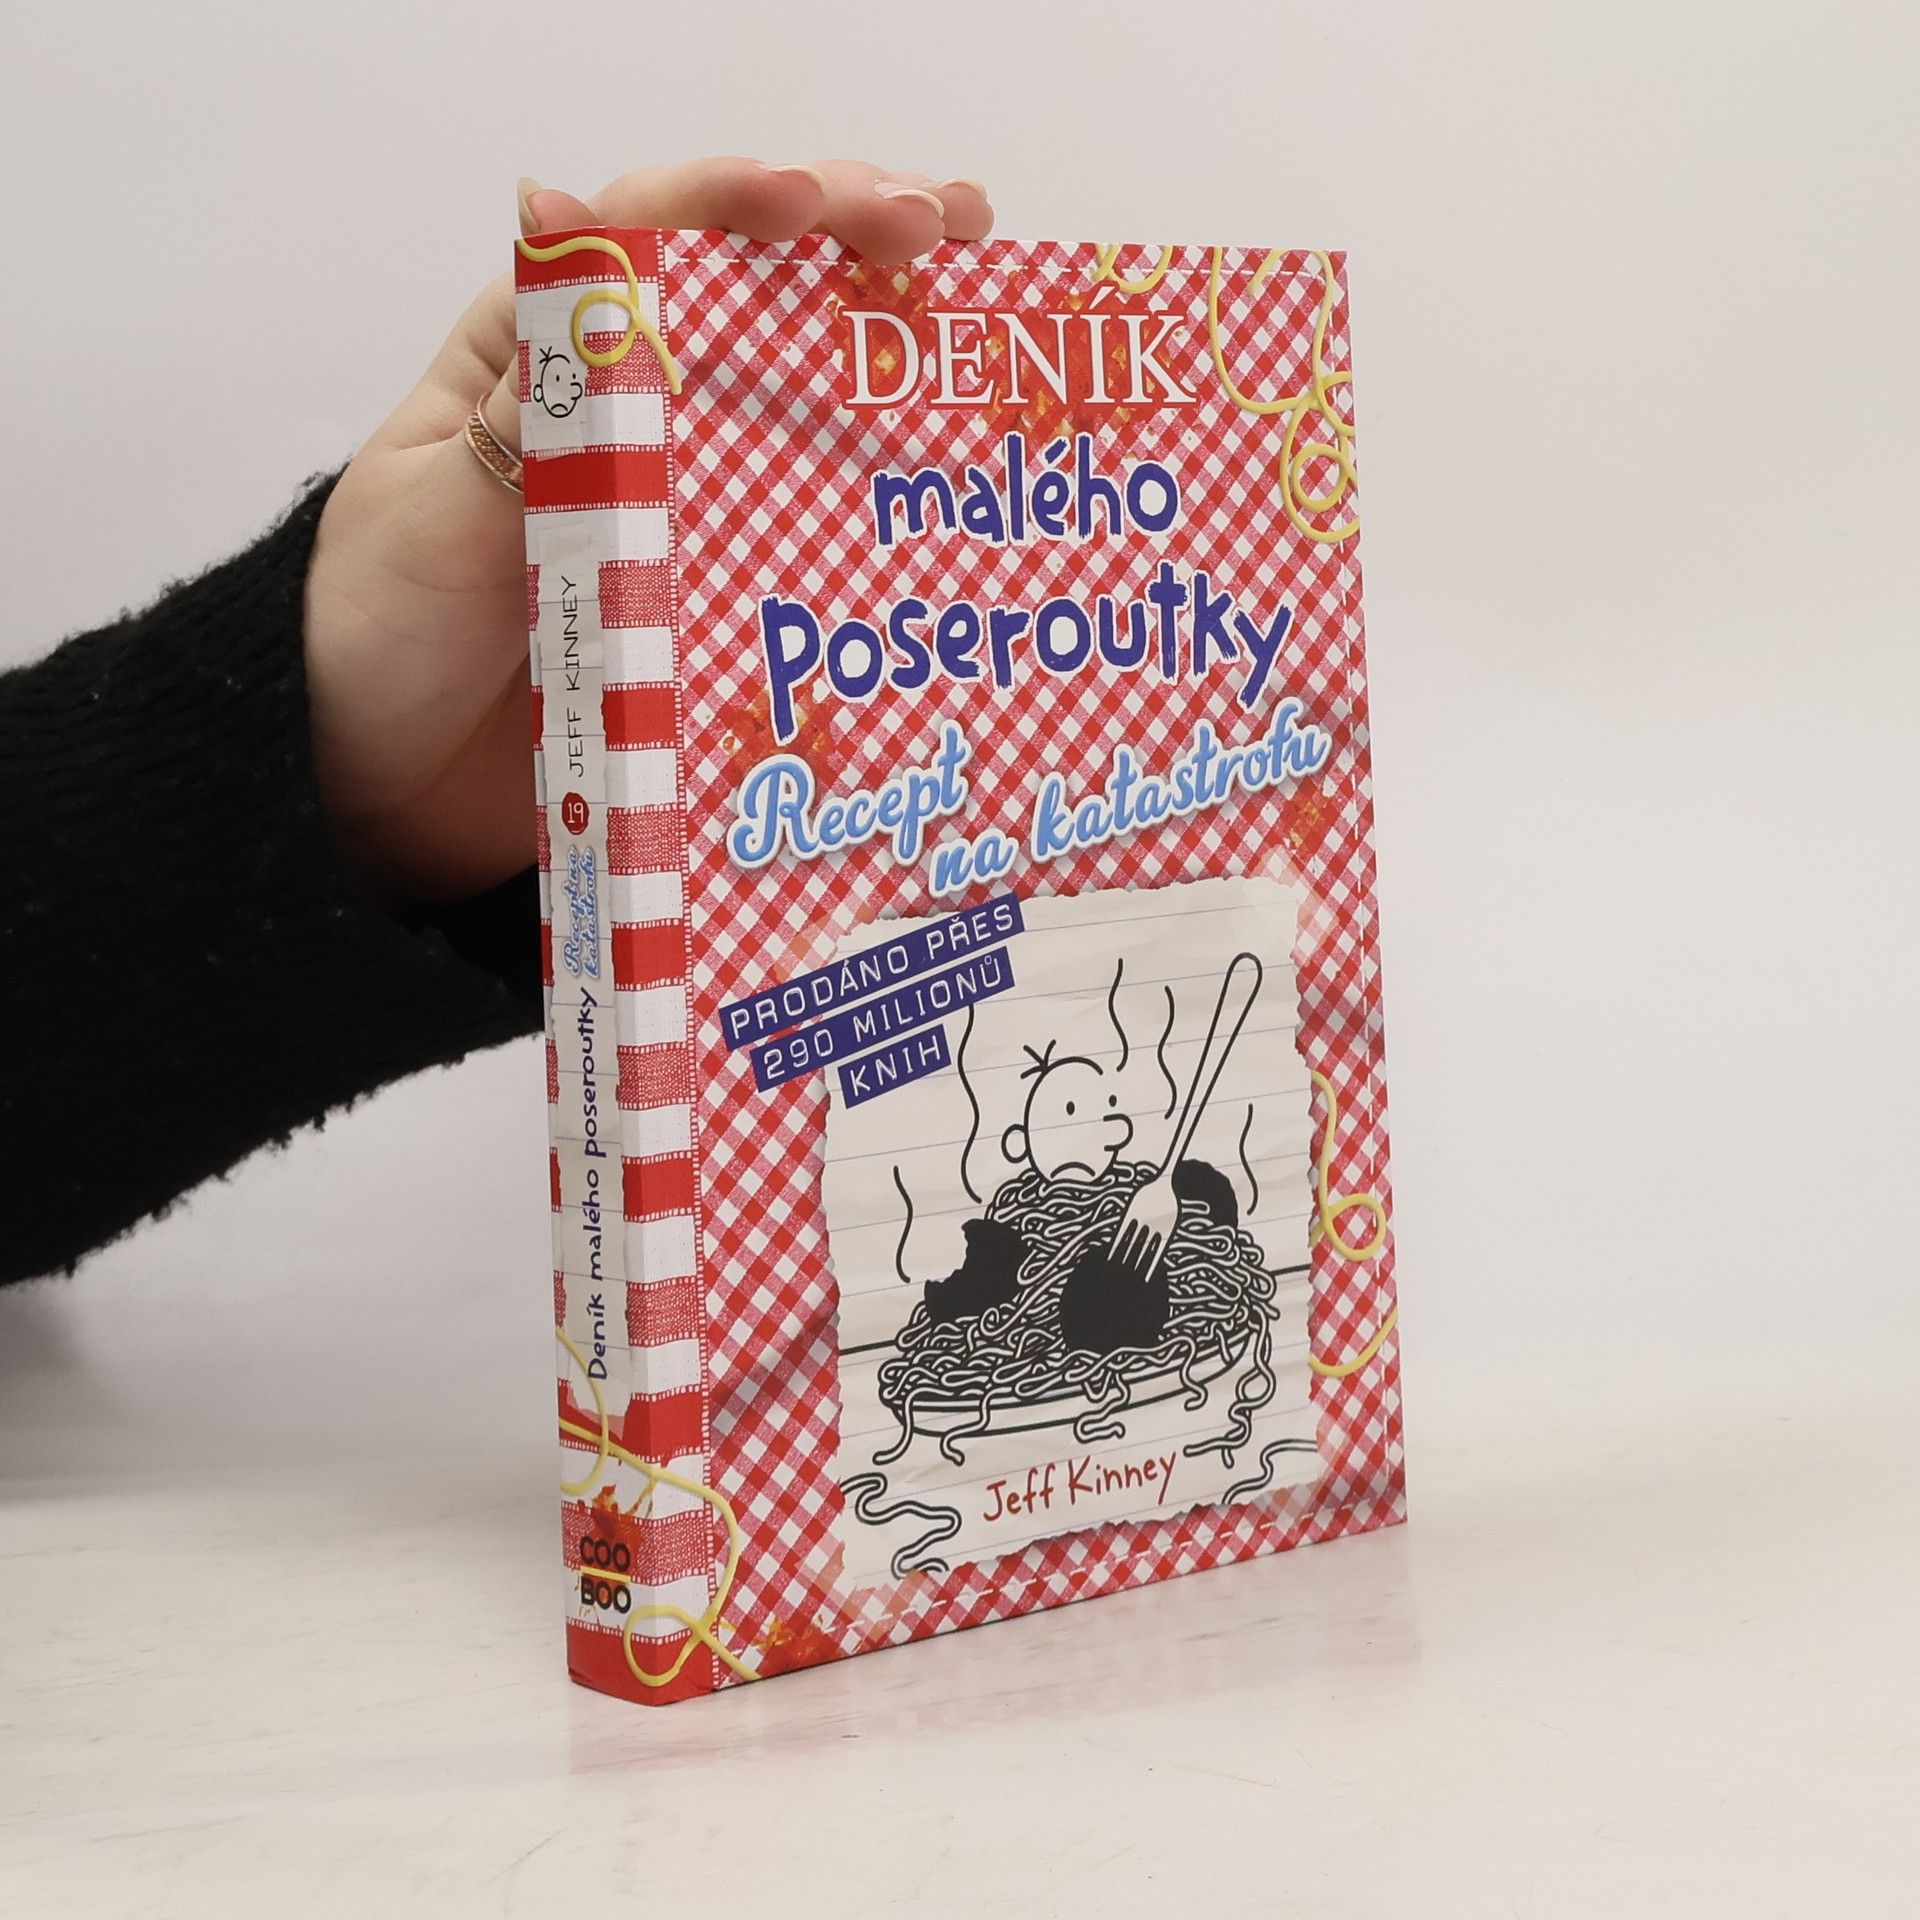 DENÍK
malého
poseroutky
Recept
na katastrofu
PRODÁNO PŘES
290 MILIONŮ
KNIH
Jeff Kinney
JEFF KINNEY
19
Recept na
katastrofu
Deník malého poseroutky
COO
BOO